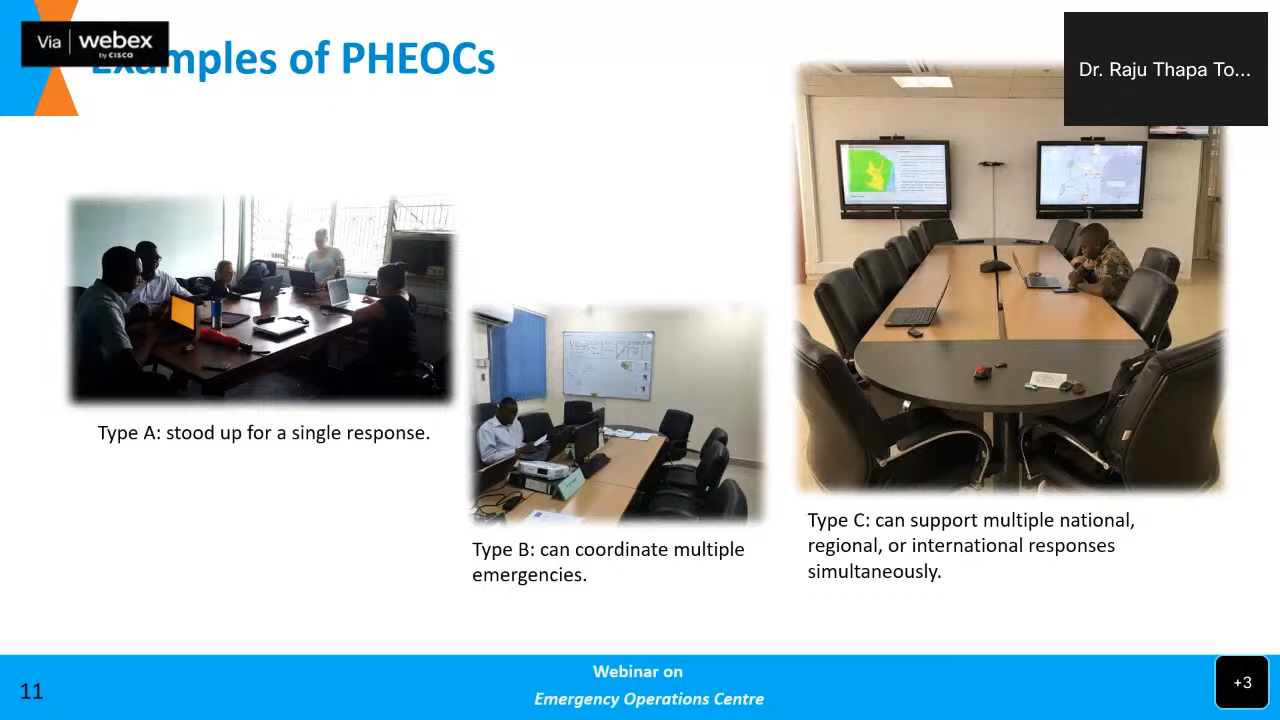 Via webex
by CISCO
Examples of PHEOCs
Dr. Raju Thapa To...
Type A: stood up for a single response.
Type B: can coordinate multiple
emergencies.
Type C: can support multiple national,
regional, or international responses
simultaneously.
Webinar on
Emergency Operations Centre
11
+3